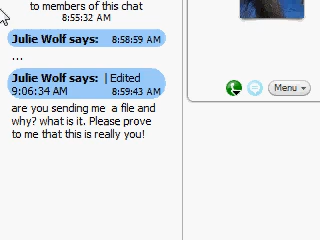 to members of this chat
8:55:32 AM
Julie Wolf says: 8:58:59 AM
...
Julie Wolf says: | Edited
9:06:34 AM 8:59:43 AM
are you sending me a file and
why? what is it. Please prove
to me that this is really you!
Menu